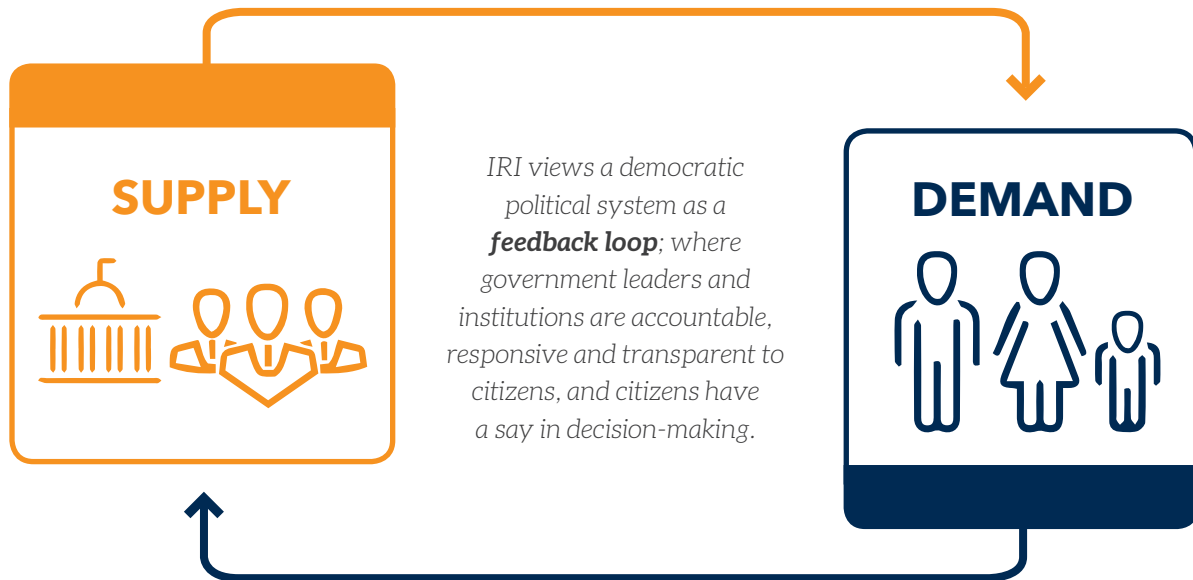 SUPPLY
IRI views a democratic
political system as a
feedback loop; where
government leaders and
institutions are accountable,
responsive and transparent to
citizens, and citizens have
a say in decision-making.
DEMAND